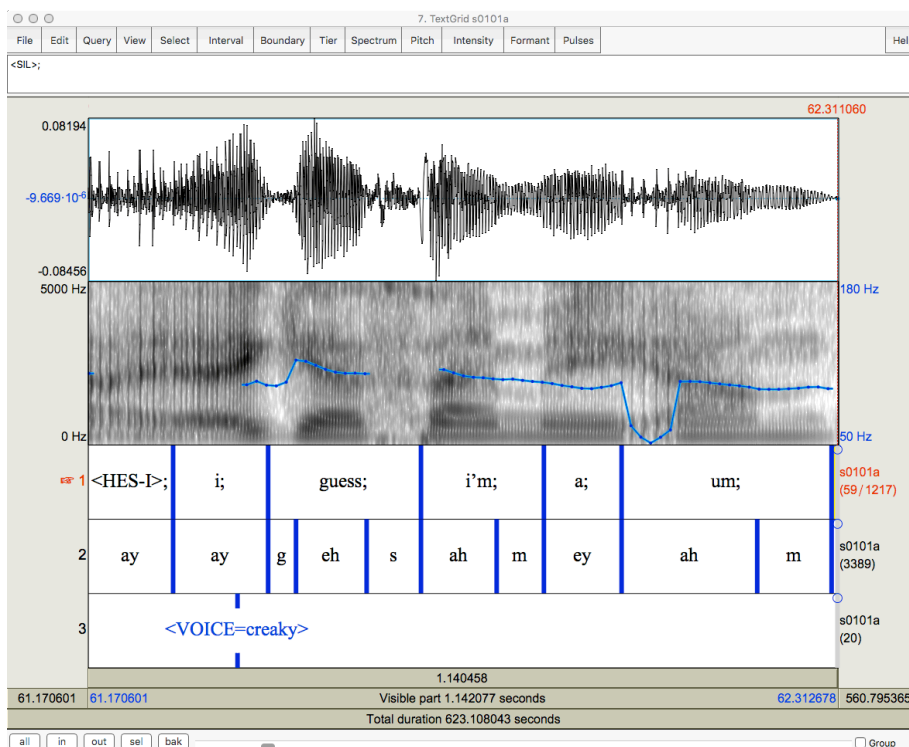 7. TextGrid s0101a
File Edit Query View Select Interval Boundary Tier Spectrum Pitch Intensity Formant Pulses Hel
<SIL>;
62.311060
0.08194
-9.669·10⁻⁶
-0.08456
5000 Hz 180 Hz
0 Hz 50 Hz
☞ 1 <HES-I>; i; guess; i'm; a; um; s0101a
(59/1217)
2 ay ay g eh s ah m ey ah m s0101a
(3389)
3 <VOICE=creaky> s0101a
(20)
1.140458
61.170601 61.170601 Visible part 1.142077 seconds 62.312678 560.795365
Total duration 623.108043 seconds
all in out sel bak Group